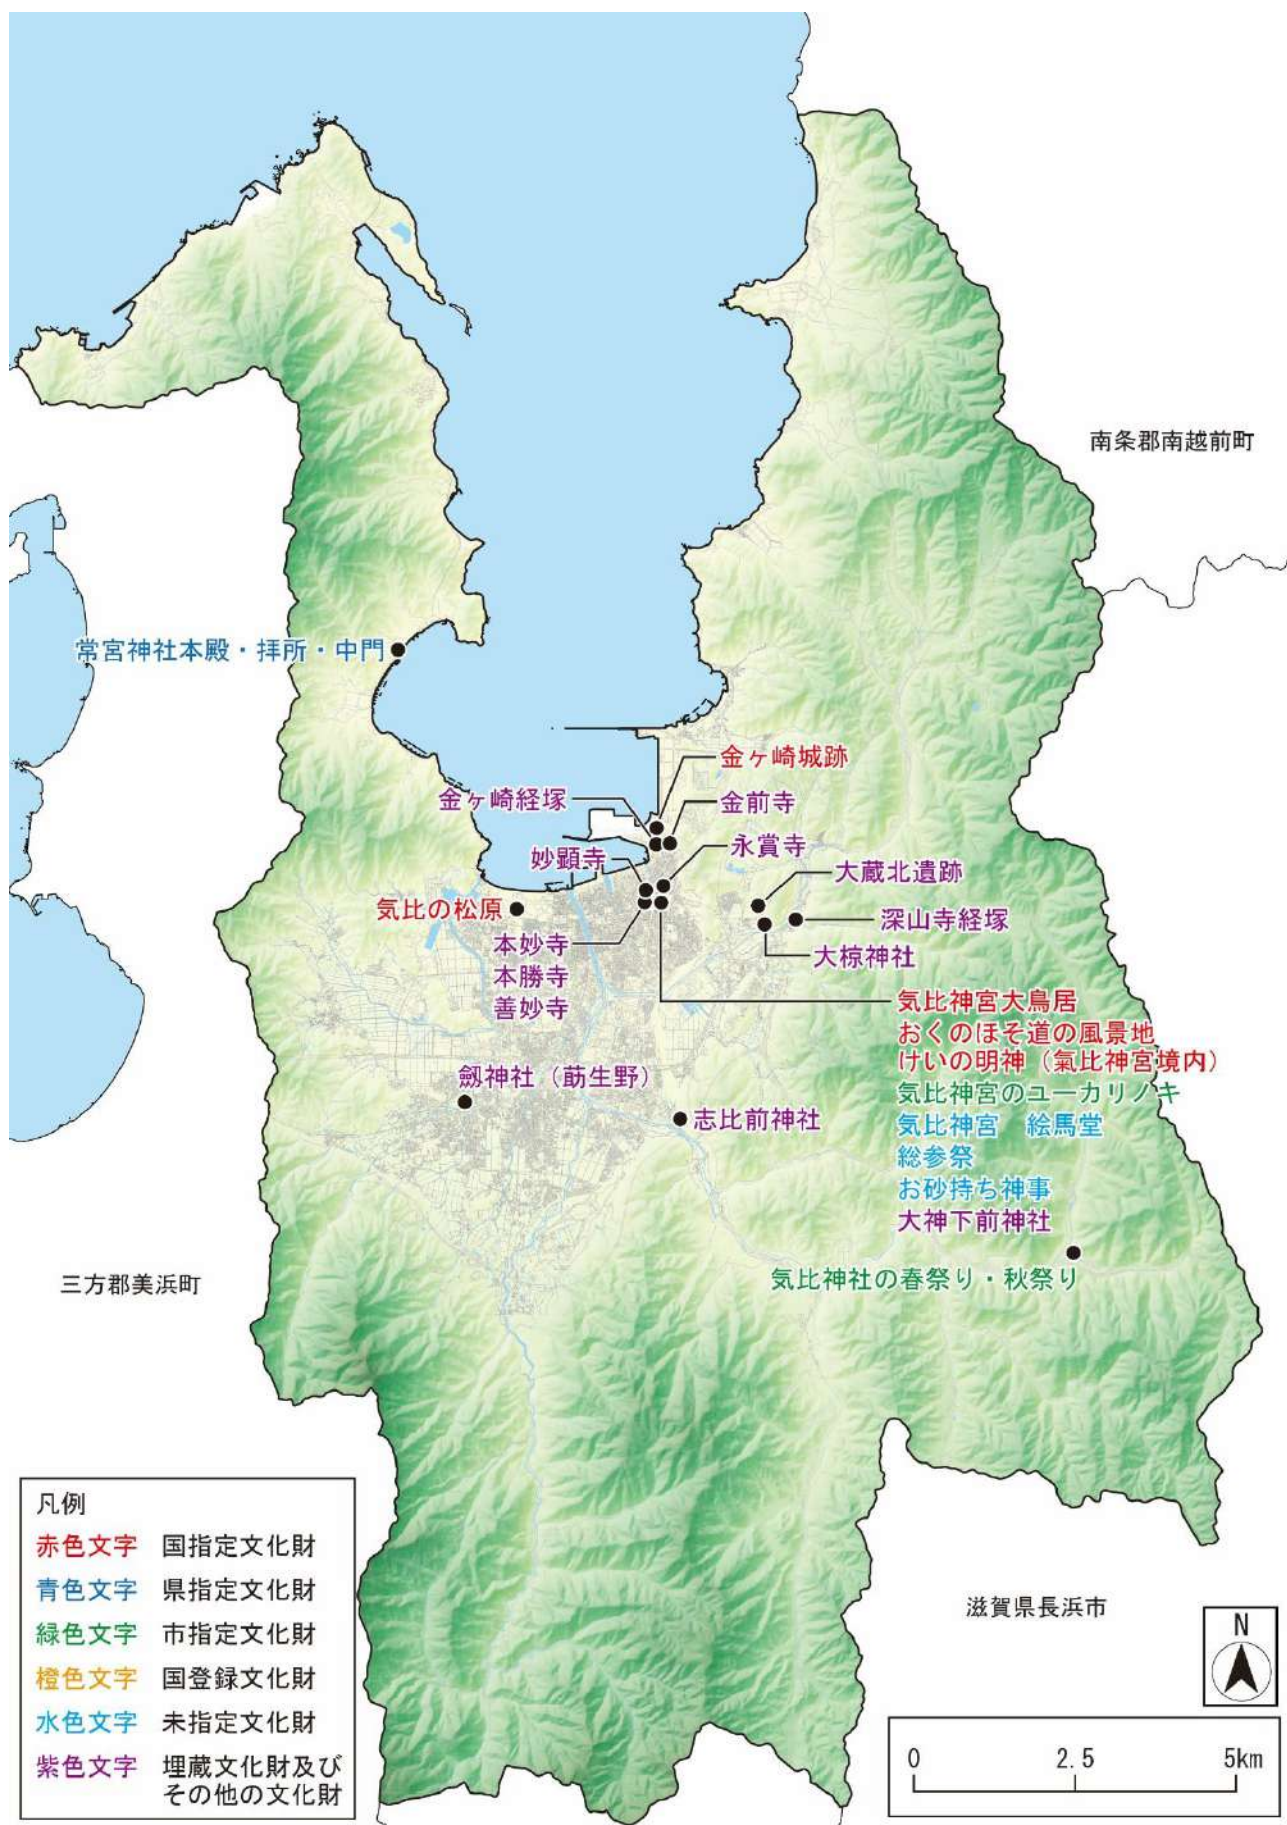 南条郡南越前町
常宮神社本殿・拝所・中門
金ヶ崎城跡
金ヶ崎経塚
金前寺
永賞寺
妙顕寺
大蔵北遺跡
気比の松原
深山寺経塚
本妙寺
本勝寺
善妙寺
大椋神社
気比神宮大鳥居
おくのほそ道の風景地
けいの明神（氣比神宮境内）
気比神宮のユーカリノキ
気比神宮　絵馬堂
総参祭
お砂持ち神事
大神下前神社
劔神社（莇生野）
志比前神社
気比神社の春祭り・秋祭り
三方郡美浜町
滋賀県長浜市
凡例
赤色文字　国指定文化財
青色文字　県指定文化財
緑色文字　市指定文化財
橙色文字　国登録文化財
水色文字　未指定文化財
紫色文字　埋蔵文化財及び
その他の文化財
N
0　2.5　5km